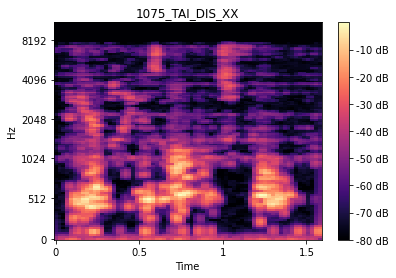 1075_TAI_DIS_XX
8192
4096
2048
1024
512
0
Hz
0
0.5
1
1.5
Time
-10 dB
-20 dB
-30 dB
-40 dB
-50 dB
-60 dB
-70 dB
-80 dB